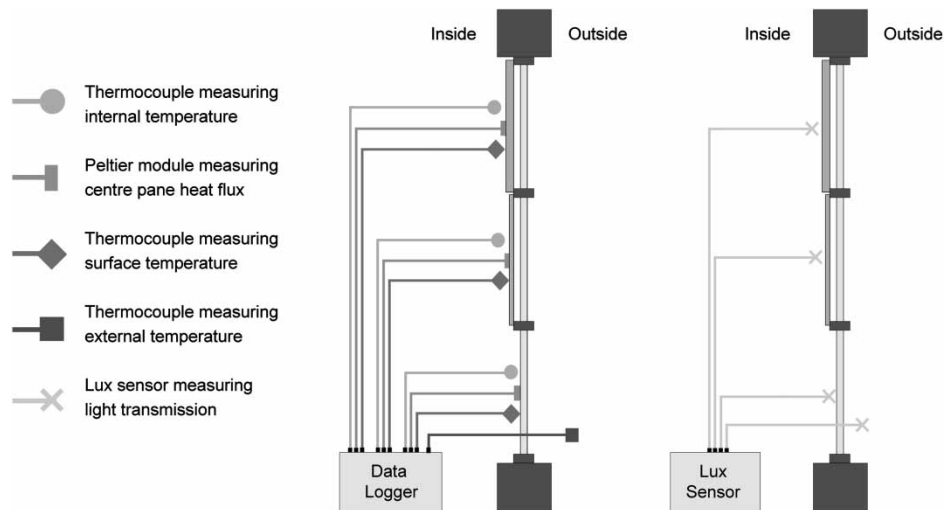 Inside
Outside
Inside
Outside
Thermocouple measuring
internal temperature
Peltier module measuring
centre pane heat flux
Thermocouple measuring
surface temperature
Thermocouple measuring
external temperature
Lux sensor measuring
light transmission
Data
Logger
Lux
Sensor